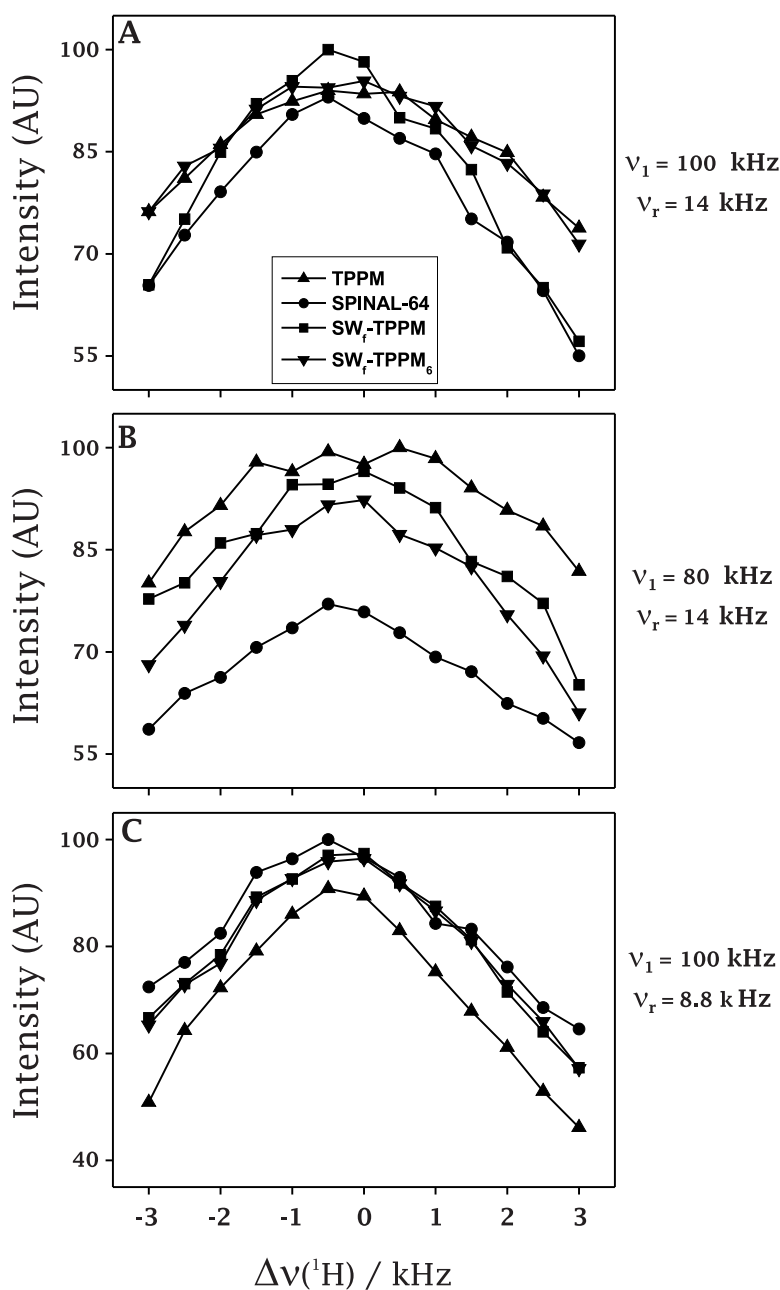 A
100
85
70
55
Intensity (AU)
TPPM
SPINAL-64
SWf-TPPM
SWf-TPPM6
ν1 = 100 kHz
νr = 14 kHz
B
100
85
70
55
Intensity (AU)
ν1 = 80 kHz
νr = 14 kHz
C
100
80
60
40
Intensity (AU)
ν1 = 100 kHz
νr = 8.8 k Hz
-3 -2 -1 0 1 2 3
Δν(¹H) / kHz